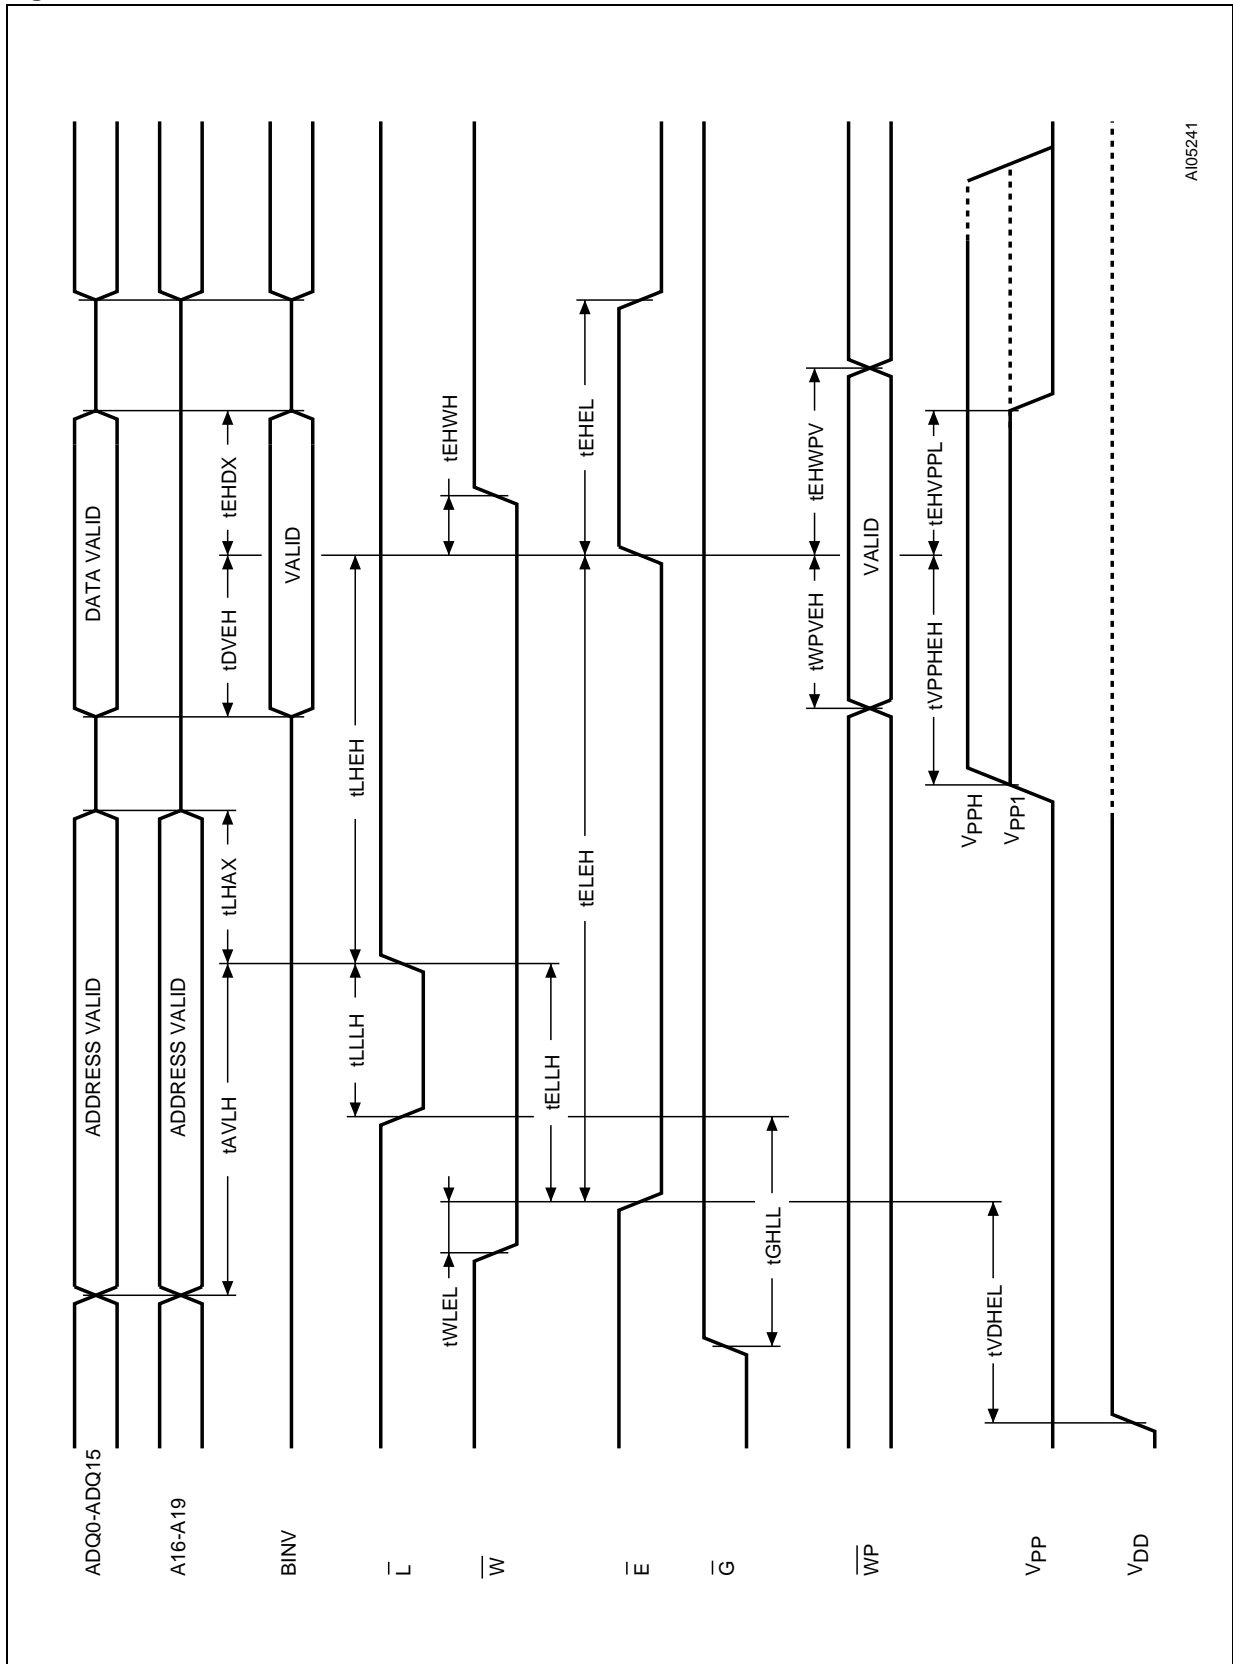 ADQ0-ADQ15
ADDRESS VALID
DATA VALID
A16-A19
ADDRESS VALID
tAVLH
tLHAX
tDVEH
tEHDX
BINV
VALID
L
tLLLH
tLHEH
W
tWLEL
tEHWH
tELLH
E
tELEH
tEHEL
G
tGHLL
WP
tWPVEH
tEHWPV
VALID
VPP
tVDHEL
VPPH
VPP1
tVPPHEH
tEHVPPL
VDD
AI05241